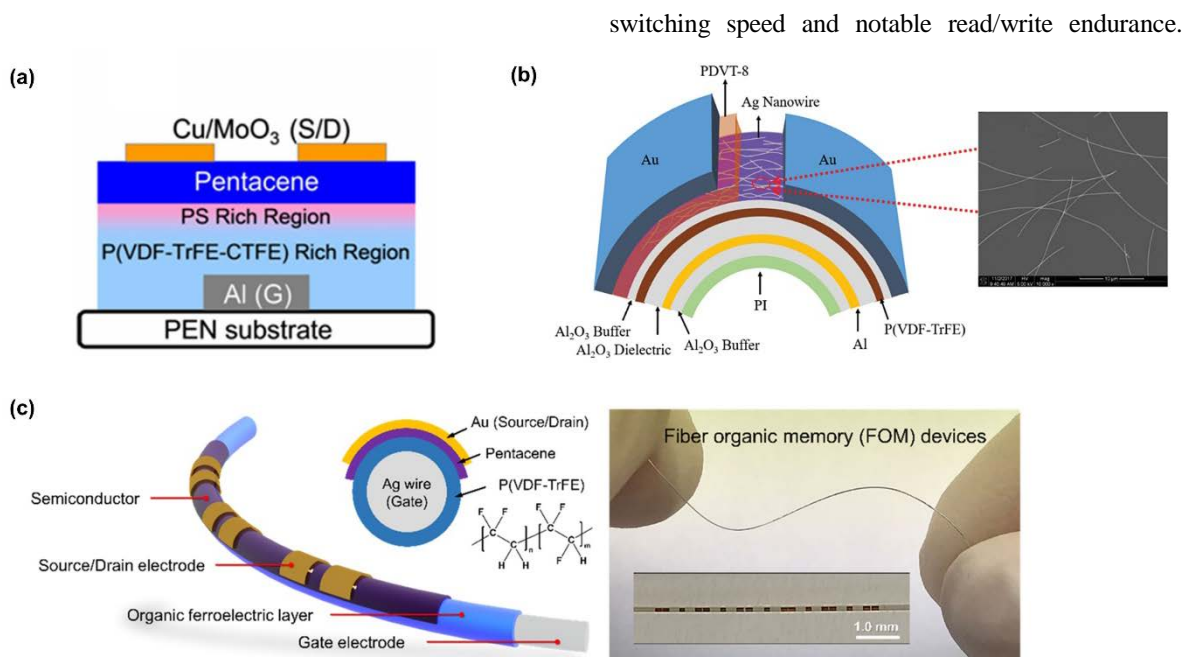 switching speed and notable read/write endurance.
(a)
Cu/MoO₃ (S/D)
Pentacene
PS Rich Region
P(VDF-TrFE-CTFE) Rich Region
Al (G)
PEN substrate
(b)
PDVT-8
Ag Nanowire
Au
Au
PI
Al₂O₃ Buffer
Al₂O₃ Dielectric
Al₂O₃ Buffer
Al
P(VDF-TrFE)
(c)
Semiconductor
Source/Drain electrode
Organic ferroelectric layer
Gate electrode
Au (Source/Drain)
Pentacene
P(VDF-TrFE)
Ag wire
(Gate)
F F F F
C C C C
n m
H H F H
Fiber organic memory (FOM) devices
1.0 mm